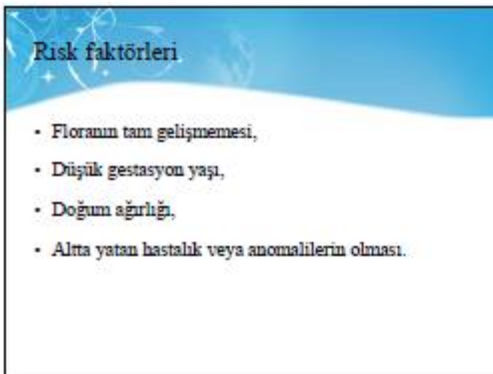 Risk faktörleri
• Floranın tam gelişmemesi,
• Düşük gestasyon yaşı,
• Doğum ağırlığı,
• Altta yatan hastalık veya anomalilerin olması.